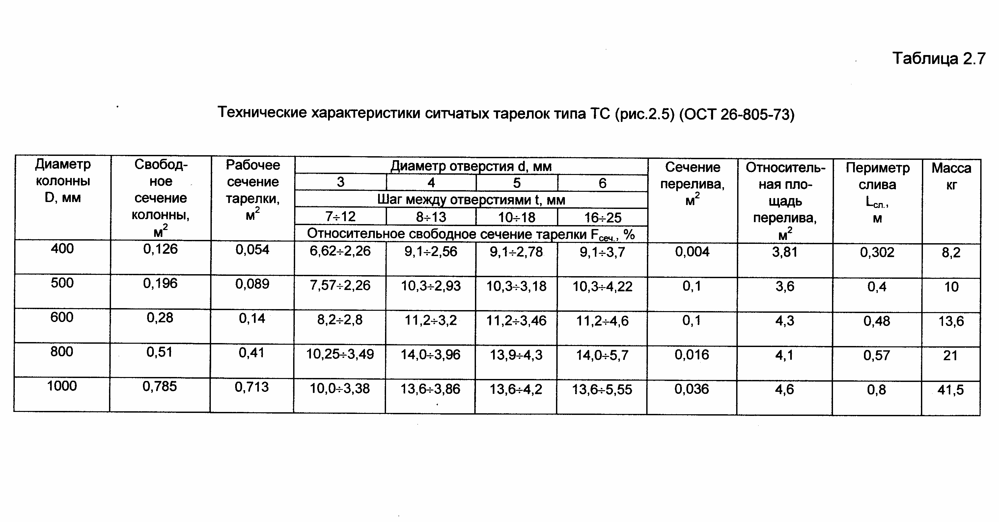 Таблица 2.7
Технические характеристики ситчатых тарелок типа ТС (рис.2.5) (ОСТ 26-805-73)
Диаметр
колонны
D, мм
Свобод-
ное
сечение
колонны,
м²
Рабочее
сечение
тарелки,
м²
Диаметр отверстия d, мм
3 4 5 6
Шаг между отверстиями t, мм
7÷12 8÷13 10÷18 16÷25
Относительное свободное сечение тарелки Fсеч., %
Сечение
перелива,
м²
Относитель-
ная пло-
щадь
перелива,
м²
Периметр
слива
Lсл.,
м
Масса
кг
400 0,126 0,054 6,62÷2,26 9,1÷2,56 9,1÷2,78 9,1÷3,7 0,004 3,81 0,302 8,2
500 0,196 0,089 7,57÷2,26 10,3÷2,93 10,3÷3,18 10,3÷4,22 0,1 3,6 0,4 10
600 0,28 0,14 8,2÷2,8 11,2÷3,2 11,2÷3,46 11,2÷4,6 0,1 4,3 0,48 13,6
800 0,51 0,41 10,25÷3,49 14,0÷3,96 13,9÷4,3 14,0÷5,7 0,016 4,1 0,57 21
1000 0,785 0,713 10,0÷3,38 13,6÷3,86 13,6÷4,2 13,6÷5,55 0,036 4,6 0,8 41,5